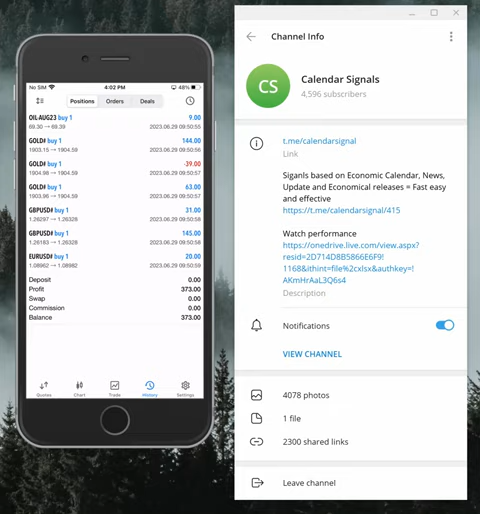 No SIM 4:02 PM 48%
Positions Orders Deals
OIL-AUG23 buy 1 9.00
69.30 → 69.39 2023.06.29 09:50:55
GOLD# buy 1 144.00
1903.15 → 1904.59 2023.06.29 09:50:56
GOLD# buy 1 -39.00
1904.98 → 1904.59 2023.06.29 09:50:57
GOLD# buy 1 63.00
1903.96 → 1904.59 2023.06.29 09:50:57
GBPUSD# buy 1 31.00
1.26297 → 1.26328 2023.06.29 09:50:58
GBPUSD# buy 1 145.00
1.26183 → 1.26328 2023.06.29 09:50:58
EURUSD# buy 1 20.00
1.08962 → 1.08982 2023.06.29 09:50:59
Deposit 0.00
Profit 373.00
Swap 0.00
Commission 0.00
Balance 373.00
Quotes Chart Trade History Settings
Channel Info
CS
Calendar Signals
4,596 subscribers
t.me/calendarsignal
Link
Siganls based on Economic Calendar, News,
Update and Economical releases = Fast easy
and effective
https://t.me/calendarsignal/415
Watch performance
https://onedrive.live.com/view.aspx?
resid=2D714D8B5866E6F9!
1168&ithint=file%2cxlsx&authkey=!
AKmHrAaL3Q6s4
Description
Notifications
VIEW CHANNEL
4078 photos
1 file
2300 shared links
Leave channel